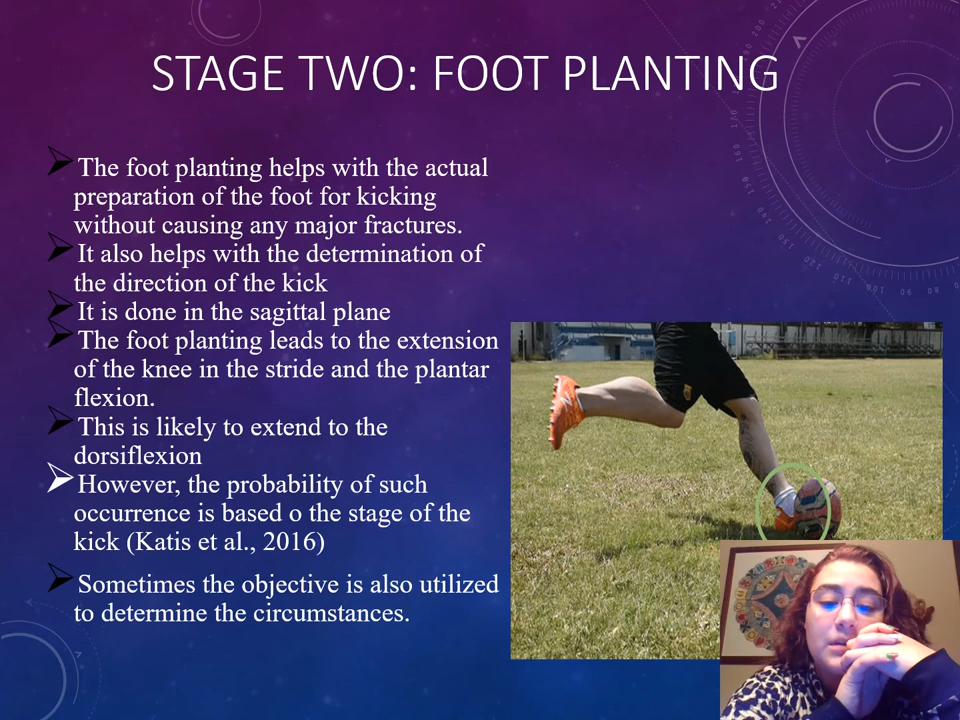 STAGE TWO: FOOT PLANTING
The foot planting helps with the actual
preparation of the foot for kicking
without causing any major fractures.
It also helps with the determination of
the direction of the kick
It is done in the sagittal plane
The foot planting leads to the extension
of the knee in the stride and the plantar
flexion.
This is likely to extend to the
dorsiflexion
However, the probability of such
occurrence is based o the stage of the
kick (Katis et al., 2016)
Sometimes the objective is also utilized
to determine the circumstances.